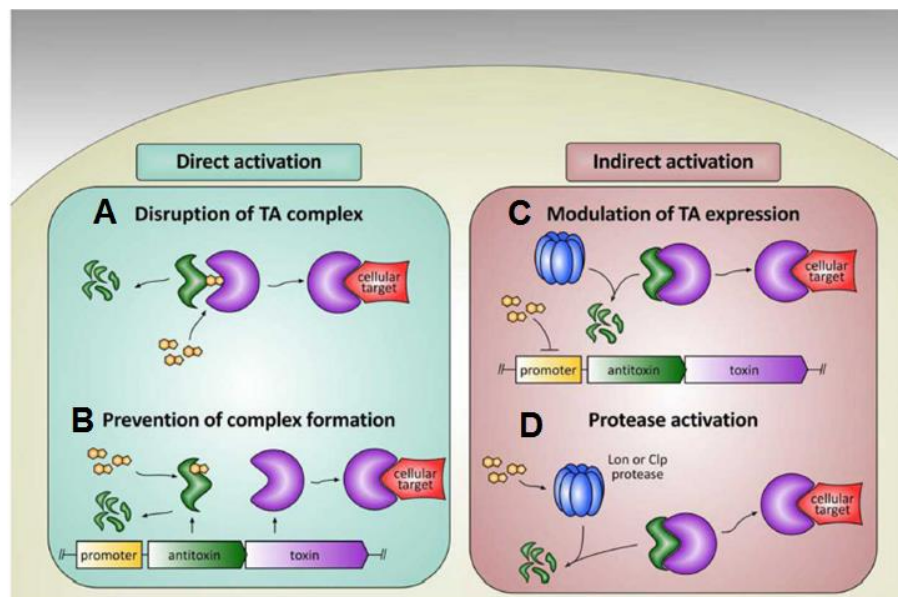 Direct activation
A Disruption of TA complex
cellular
target
B Prevention of complex formation
cellular
target
promoter antitoxin toxin
Indirect activation
C Modulation of TA expression
cellular
target
promoter antitoxin toxin
D Protease activation
Lon or Clp
protease
cellular
target